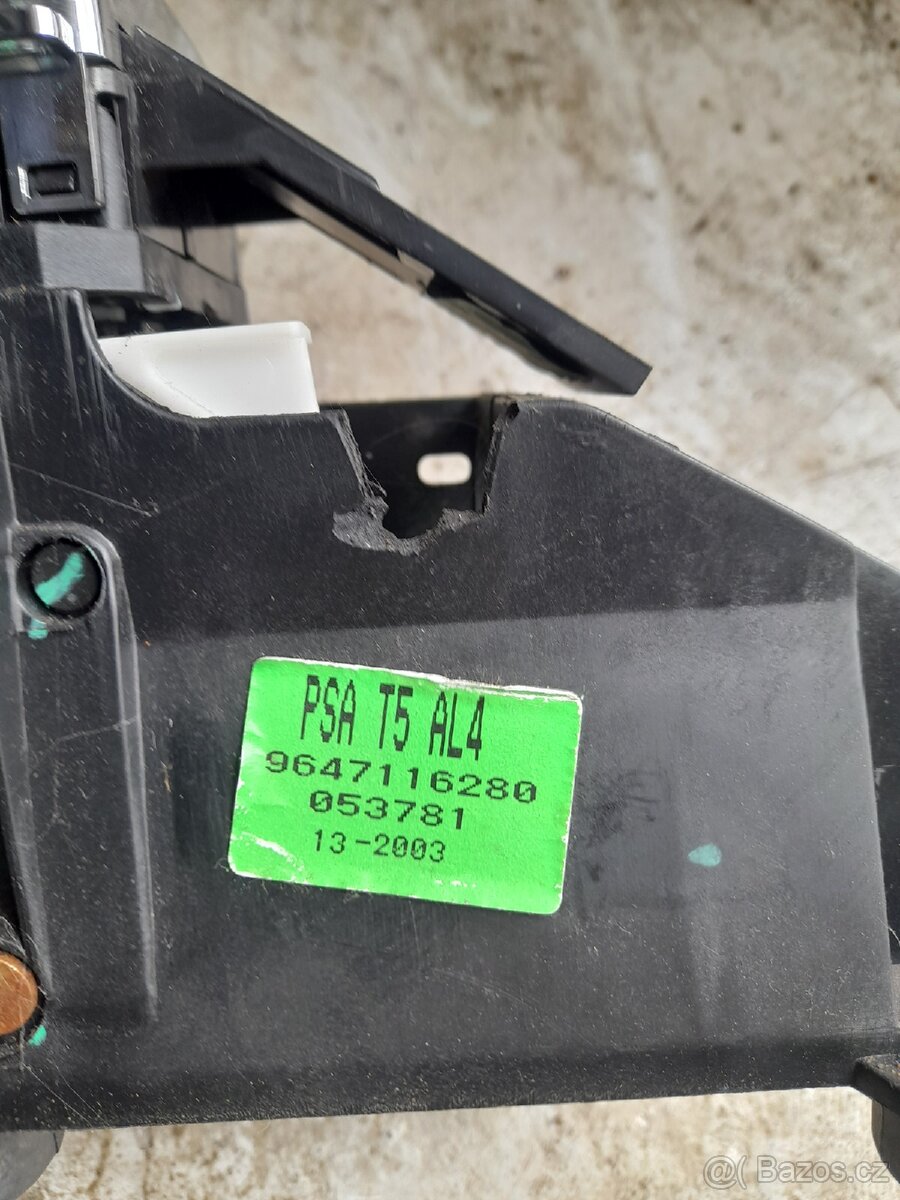 PSA T5 AL4
9647116280
053781
13-2003
@ Bazos.cz